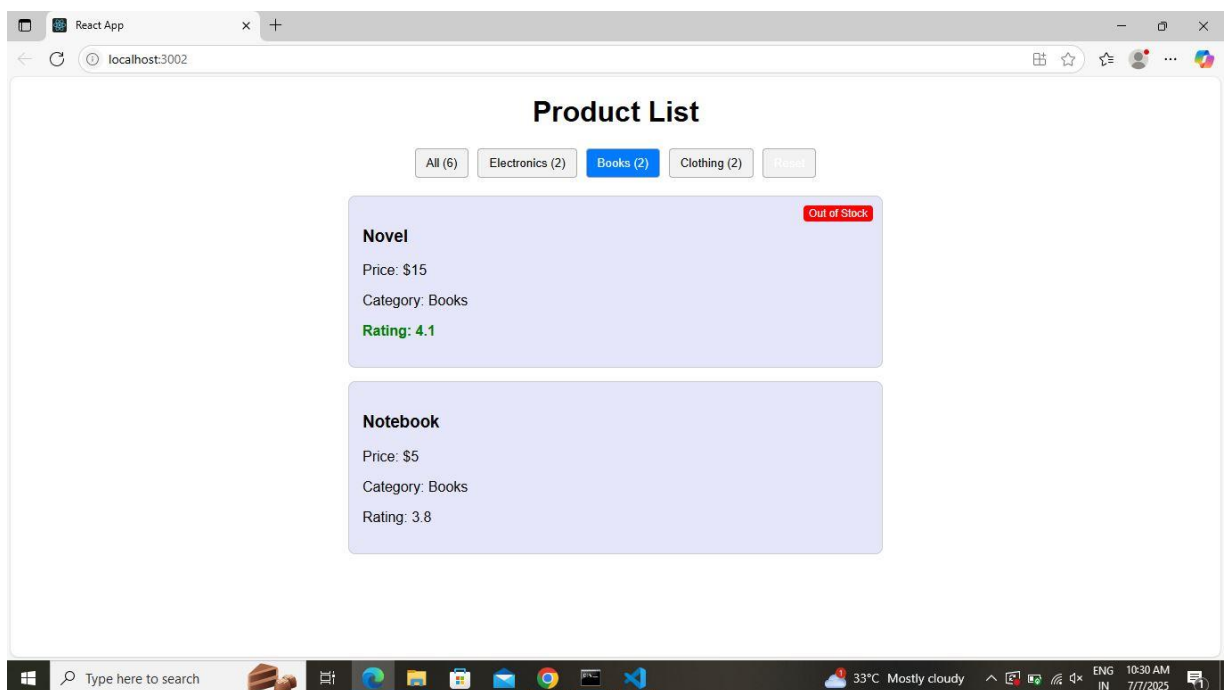 React App
localhost:3002
Product List
All (6) Electronics (2) Books (2) Clothing (2) Reset
Out of Stock
Novel
Price: $15
Category: Books
Rating: 4.1
Notebook
Price: $5
Category: Books
Rating: 3.8
Type here to search
33°C Mostly cloudy
ENG
IN
10:30 AM
7/7/2025